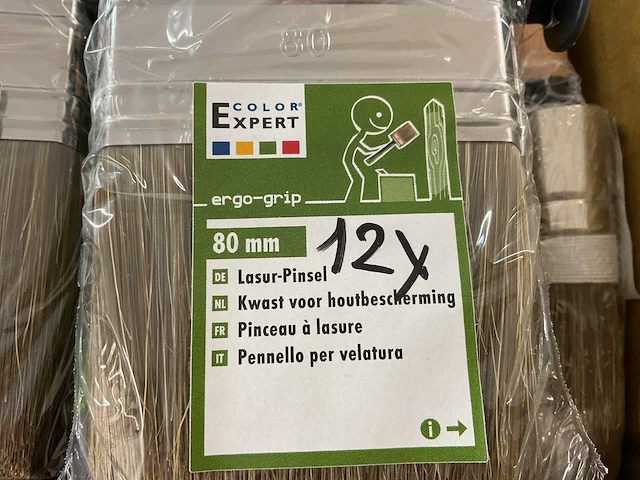 80
COLOR®
EXPERT
ergo-grip
80 mm
12x
DE Lasur-Pinsel
NL Kwast voor houtbescherming
FR Pinceau à lasure
IT Pennello per velatura
i →